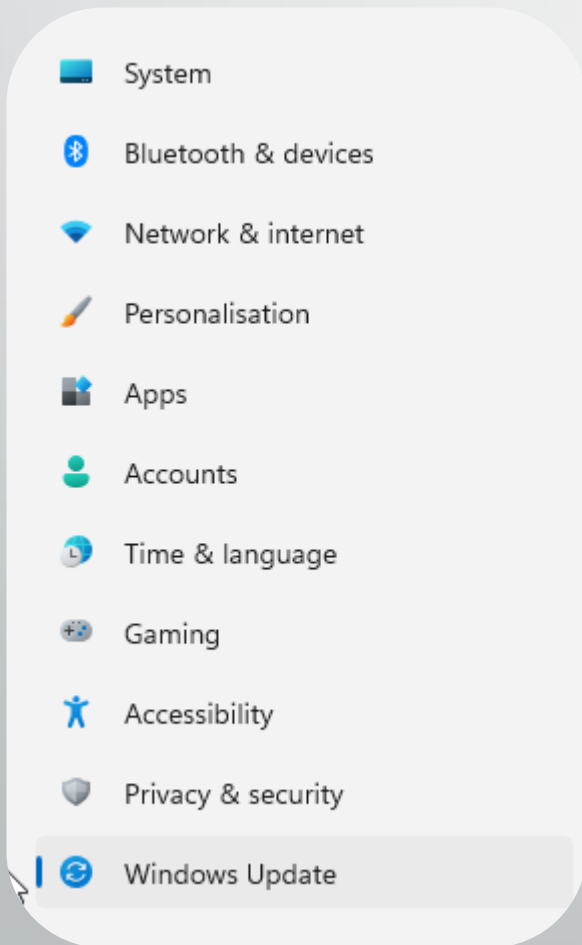 System
Bluetooth & devices
Network & internet
Personalisation
Apps
Accounts
Time & language
Gaming
Accessibility
Privacy & security
Windows Update